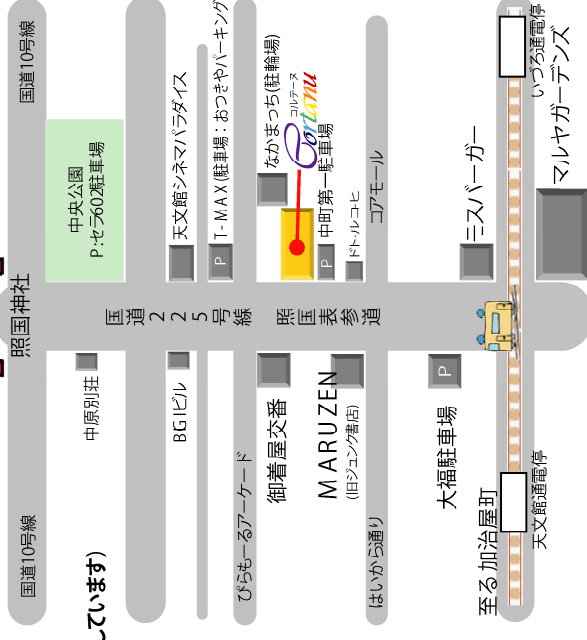 国道10号線
国道10号線
照国神社
中央公園
P:セラ602駐車場
中原別荘
しています)
天文館シネマパラダイス
BG Iビル
P
T-MAX(駐車場:おつきやパーキング
国道225号線 照国表参道
なかまっち(駐輪場)
コルテーヌ
Cortanu
P
中町第一駐車場
ドトールコーヒ
コアモール
ぴらもーるアーケード
御着屋交番
MARUZEN
(旧ジュンク書店)
はいから通り
モスバーガー
P
大福駐車場
いづろ通電停
マルヤガーデンズ
至る 加治屋町
天文館通電停